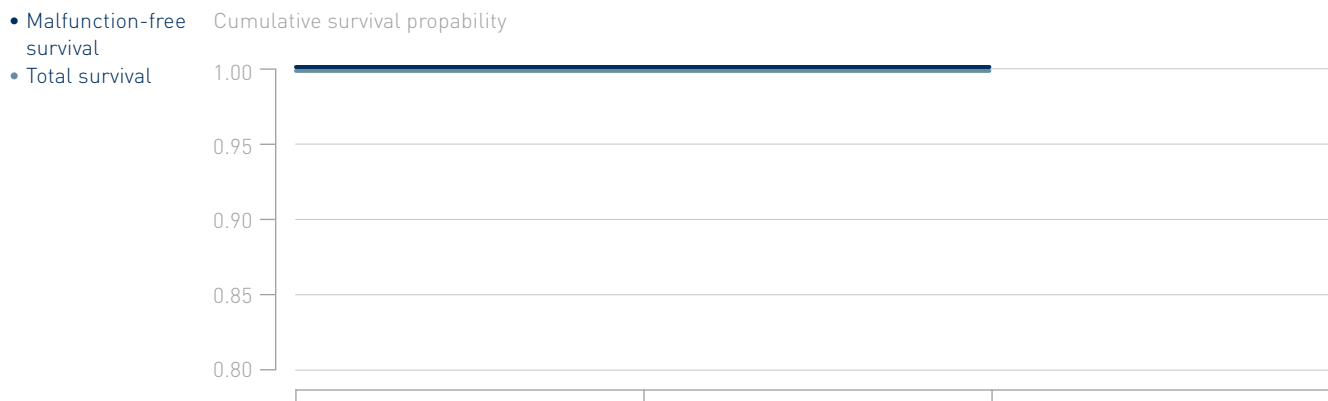 • Malfunction-free
survival
• Total survival
Cumulative survival propability
1.00
0.95
0.90
0.85
0.80